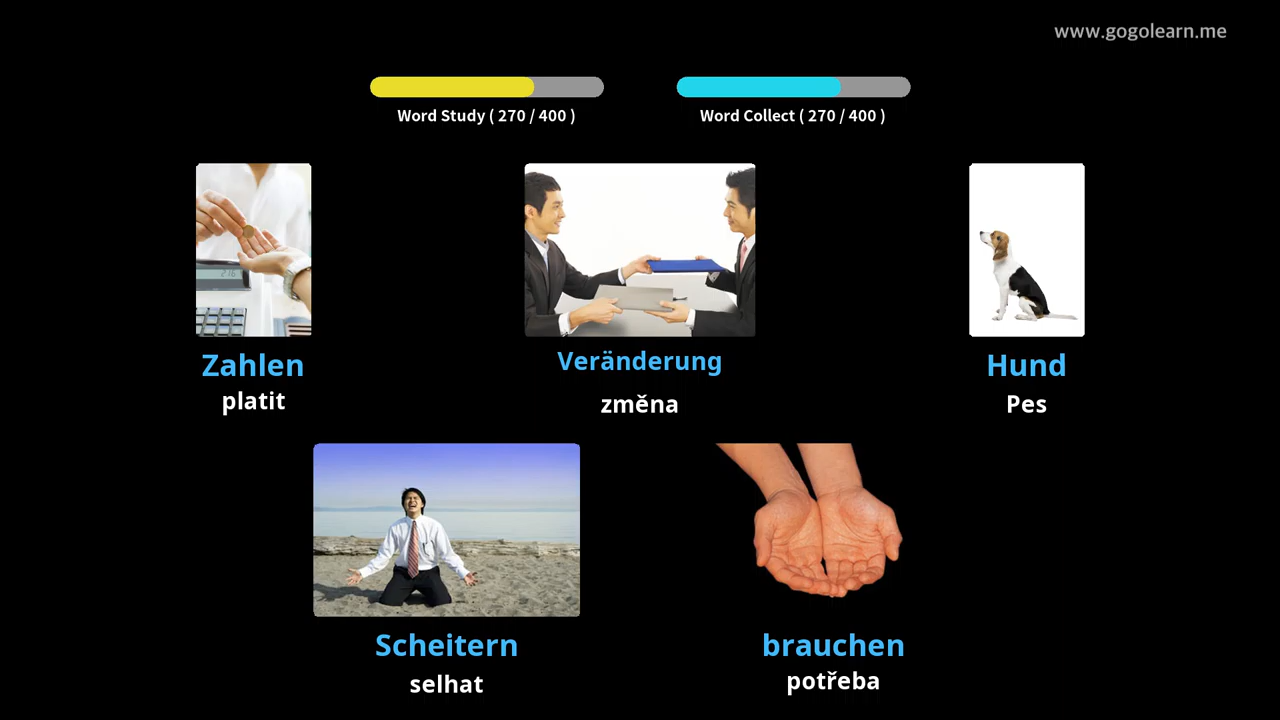 www.gogolearn.me
Word Study ( 270 / 400 )
Word Collect ( 270 / 400 )
Zahlen
platit
Veränderung
změna
Hund
Pes
Scheitern
selhat
brauchen
potřeba